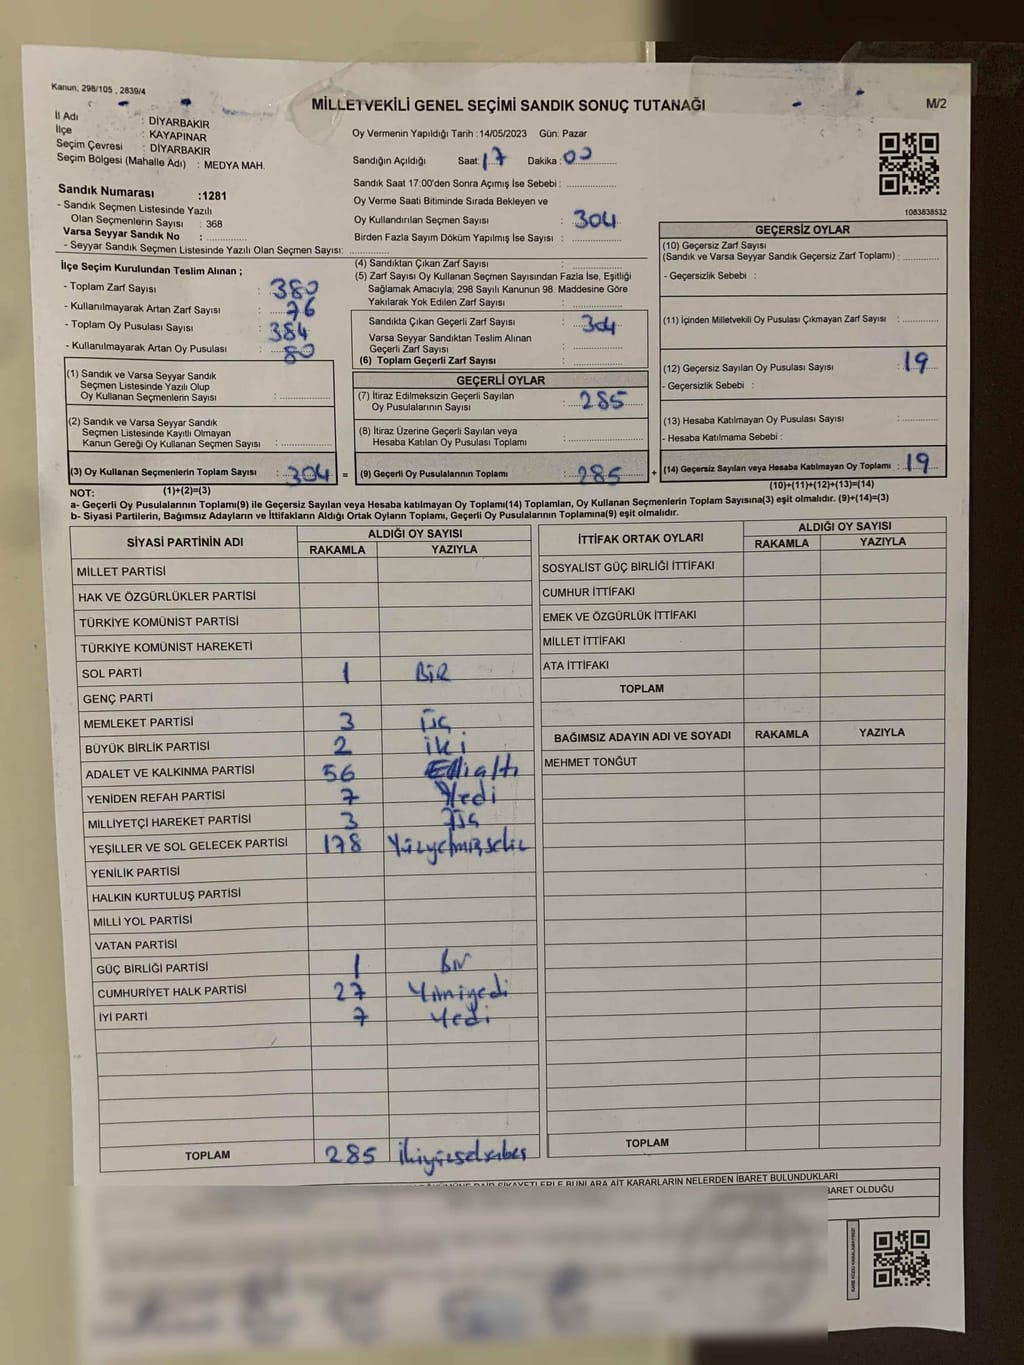 Kanun; 298/105 , 2839/4
MİLLETVEKİLİ GENEL SEÇİMİ SANDIK SONUÇ TUTANAĞI
M/2
İl Adı : DİYARBAKIR
İlçe : KAYAPINAR
Seçim Çevresi : DİYARBAKIR
Seçim Bölgesi (Mahalle Adı) : MEDYA MAH.
Sandık Numarası :1281
- Sandık Seçmen Listesinde Yazılı
Olan Seçmenlerin Sayısı : 368
Varsa Seyyar Sandık No :
- Seyyar Sandık Seçmen Listesinde Yazılı Olan Seçmen Sayısı:
Oy Vermenin Yapıldığı Tarih :14/05/2023 Gün: Pazar
Sandığın Açıldığı Saat: 17 Dakika: 00
Sandık Saat 17:00'den Sonra Açımış İse Sebebi :
Oy Verme Saati Bitiminde Sırada Bekleyen ve
Oy Kullandırılan Seçmen Sayısı : 304
Birden Fazla Sayım Döküm Yapılmış İse Sayısı :
1083838532
İlçe Seçim Kurulundan Teslim Alınan ;
- Toplam Zarf Sayısı : 380
- Kullanılmayarak Artan Zarf Sayısı : 76
- Toplam Oy Pusulası Sayısı : 384
- Kullanılmayarak Artan Oy Pusulası : 80
(1) Sandık ve Varsa Seyyar Sandık
Seçmen Listesinde Yazılı Olup
Oy Kullanan Seçmenlerin Sayısı :
(2) Sandık ve Varsa Seyyar Sandık
Seçmen Listesinde Kayıtlı Olmayan
Kanun Gereği Oy Kullanan Seçmen Sayısı :
(3) Oy Kullanan Seçmenlerin Toplam Sayısı : 304 =
(1)+(2)=(3)
(4) Sandıktan Çıkan Zarf Sayısı :
(5) Zarf Sayısı Oy Kullanan Seçmen Sayısından Fazla İse, Eşitliği
Sağlamak Amacıyla, 298 Sayılı Kanunun 98. Maddesine Göre
Yakılarak Yok Edilen Zarf Sayısı :
Sandıkta Çıkan Geçerli Zarf Sayısı : 304
Varsa Seyyar Sandıktan Teslim Alınan
Geçerli Zarf Sayısı :
(6) Toplam Geçerli Zarf Sayısı :
GEÇERLİ OYLAR
(7) İtiraz Edilmeksizin Geçerli Sayılan
Oy Pusulalarının Sayısı : 285
(8) İtiraz Üzerine Geçerli Sayılan veya
Hesaba Katılan Oy Pusulası Toplamı :
(9) Geçerli Oy Pusulalarının Toplamı : 285 +
GEÇERSİZ OYLAR
(10) Geçersiz Zarf Sayısı
(Sandık ve Varsa Seyyar Sandık Geçersiz Zarf Toplamı) :
- Geçersizlik Sebebi :
(11) İçinden Milletvekili Oy Pusulası Çıkmayan Zarf Sayısı :
(12) Geçersiz Sayılan Oy Pusulası Sayısı : 19
- Geçersizlik Sebebi :
(13) Hesaba Katılmayan Oy Pusulası Sayısı :
- Hesaba Katılmama Sebebi :
(14) Geçersiz Sayılan veya Hesaba Katılmayan Oy Toplamı : 19
(10)+(11)+(12)+(13)=(14)
NOT:
a- Geçerli Oy Pusulalarının Toplamı(9) ile Geçersiz Sayılan veya Hesaba katılmayan Oy Toplamı(14) Toplamları, Oy Kullanan Seçmenlerin Toplam Sayısına(3) eşit olmalıdır. (9)+(14)=(3)
b- Siyasi Partilerin, Bağımsız Adayların ve İttifakların Aldığı Ortak Oyların Toplamı, Geçerli Oy Pusulalarının Toplamına(9) eşit olmalıdır.
SİYASİ PARTİNİN ADI ALDIĞI OY SAYISI
RAKAMLA YAZIYLA
MİLLET PARTİSİ
HAK VE ÖZGÜRLÜKLER PARTİSİ
TÜRKİYE KOMÜNİST PARTİSİ
TÜRKİYE KOMÜNİST HAREKETİ
SOL PARTİ 1 BİR
GENÇ PARTİ
MEMLEKET PARTİSİ 3 üç
BÜYÜK BİRLİK PARTİSİ 2 iki
ADALET VE KALKINMA PARTİSİ 56 Ellialtı
YENİDEN REFAH PARTİSİ 7 Yedi
MİLLİYETÇİ HAREKET PARTİSİ 3 üç
YEŞİLLER VE SOL GELECEK PARTİSİ 178 Yüzyetmişsekiz
YENİLİK PARTİSİ
HALKIN KURTULUŞ PARTİSİ
MİLLİ YOL PARTİSİ
VATAN PARTİSİ
GÜÇ BİRLİĞİ PARTİSİ 1 Bir
CUMHURİYET HALK PARTİSİ 27 Yirmiyedi
İYİ PARTİ 7 Yedi
TOPLAM 285 ikiyüzseksenbeş
İTTİFAK ORTAK OYLARI ALDIĞI OY SAYISI
RAKAMLA YAZIYLA
SOSYALİST GÜÇ BİRLİĞİ İTTİFAKI
CUMHUR İTTİFAKI
EMEK VE ÖZGÜRLÜK İTTİFAKI
MİLLET İTTİFAKI
ATA İTTİFAKI
TOPLAM
BAĞIMSIZ ADAYIN ADI VE SOYADI RAKAMLA YAZIYLA
MEHMET TONĞUT
TOPLAM
ŞİKAYETLERLE BUNLARA AİT KARARLARIN NELERDEN İBARET BULUNDUKLARI
İBARET OLDUĞU